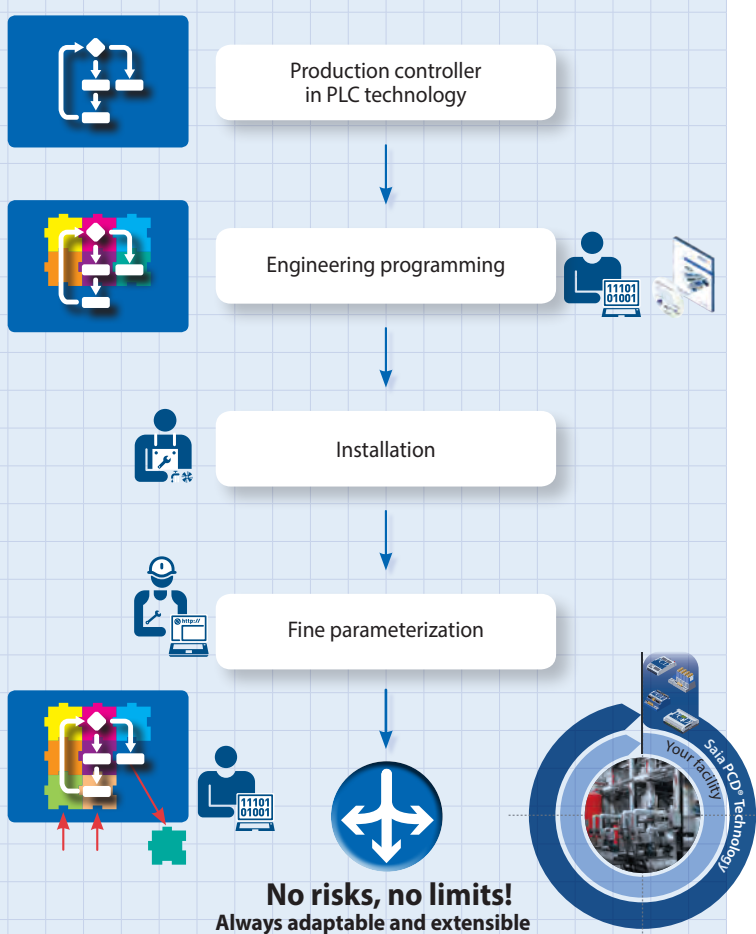 Production controller
in PLC technology
Engineering programming
11101
01001
Installation
http://
Fine parameterization
11101
01001
Your facility
Saia PCD® Technology
No risks, no limits!
Always adaptable and extensible